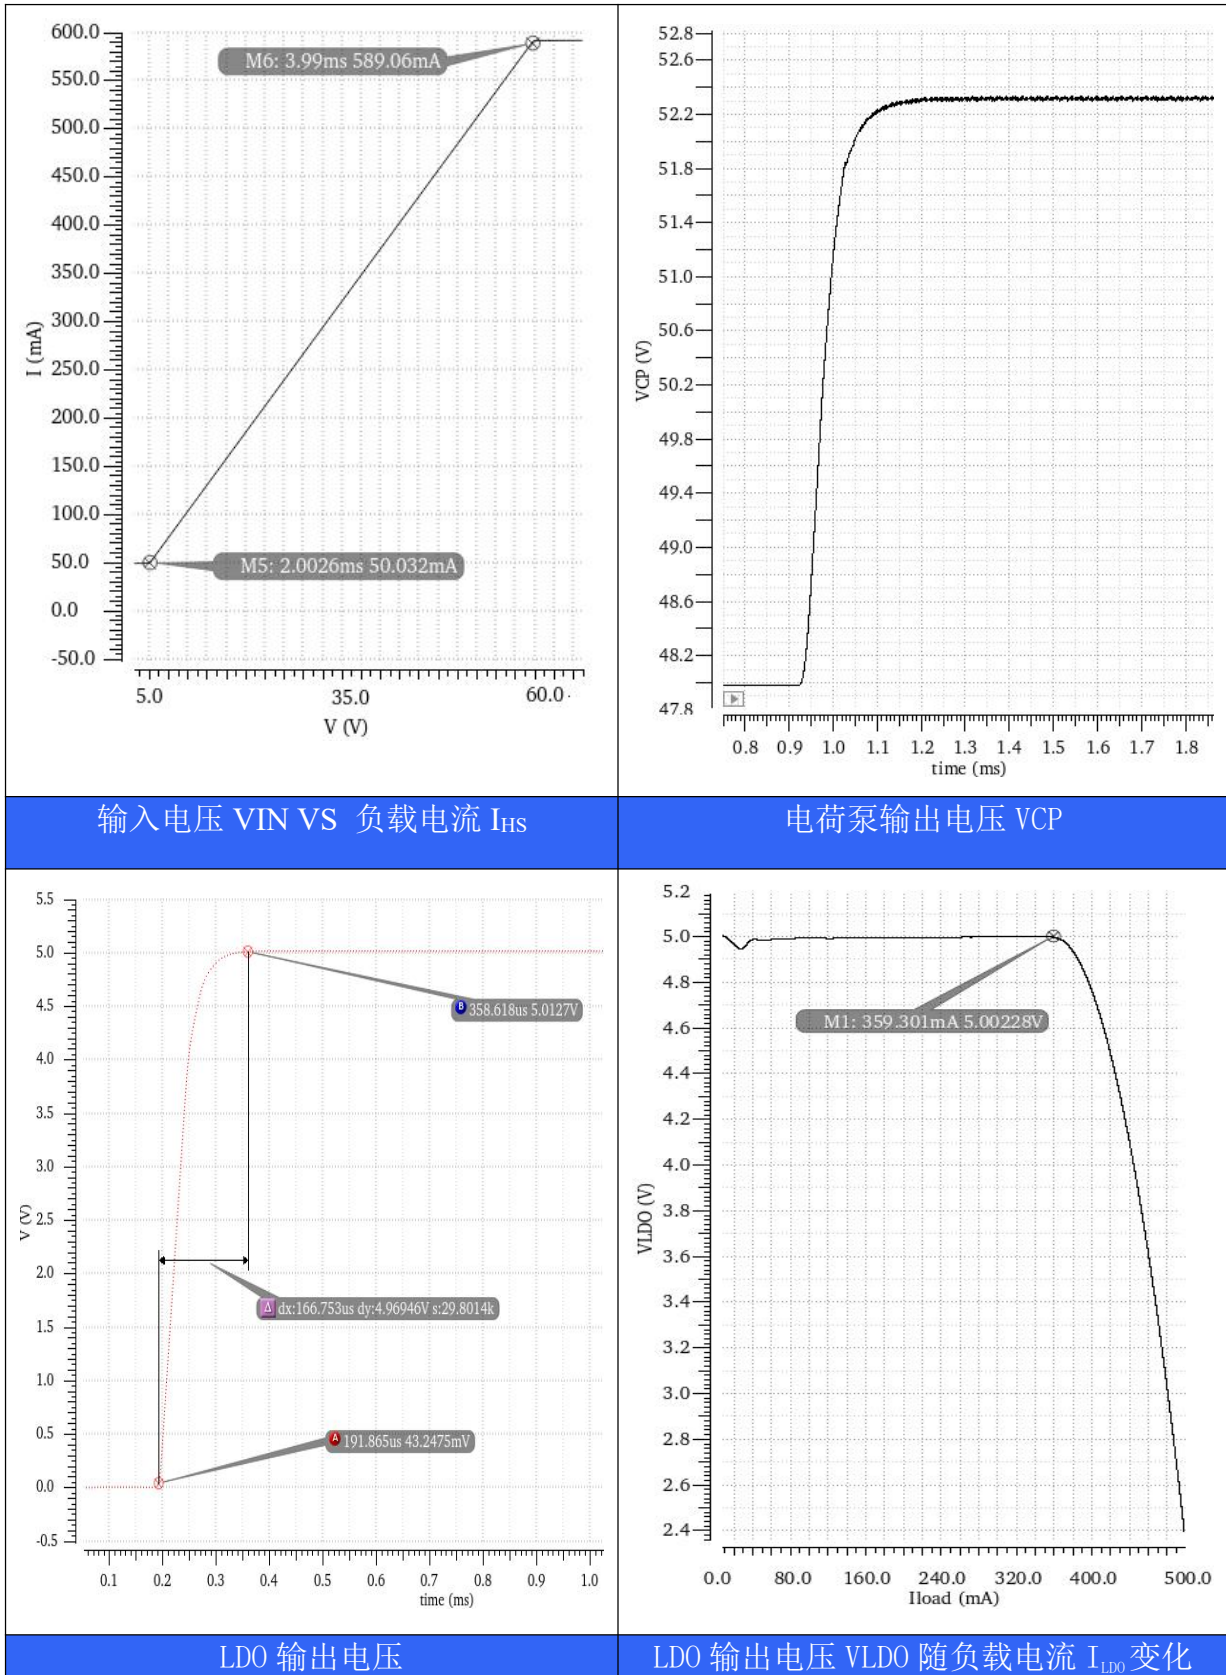 600.0
550.0
500.0
450.0
400.0
350.0
300.0
250.0
200.0
150.0
100.0
50.0
0.0
-50.0
I (mA)
M6: 3.99ms 589.06mA
M5: 2.0026ms 50.032mA
5.0 35.0 60.0
V (V)
52.8
52.6
52.2
51.8
51.4
51.0
50.6
50.2
49.8
49.4
49.0
48.6
48.2
47.8
VCP (V)
0.8 0.9 1.0 1.1 1.2 1.3 1.4 1.5 1.6 1.7 1.8
time (ms)
输入电压 VIN VS 负载电流 IHS
电荷泵输出电压 VCP
5.5
5.0
4.5
4.0
3.5
3.0
2.5
2.0
1.5
1.0
0.5
0.0
-0.5
V (V)
B 358.618us 5.0127V
Δ dx:166.753us dy:4.96946V s:29.8014k
A 191.865us 43.2475mV
0.1 0.2 0.3 0.4 0.5 0.6 0.7 0.8 0.9 1.0
time (ms)
5.2
5.0
4.8
4.6
4.4
4.2
4.0
3.8
3.6
3.4
3.2
3.0
2.8
2.6
2.4
VLDO (V)
M1: 359.301mA 5.00228V
0.0 80.0 160.0 240.0 320.0 400.0 500.0
Iload (mA)
LDO 输出电压
LDO 输出电压 VLDO 随负载电流 ILDO 变化